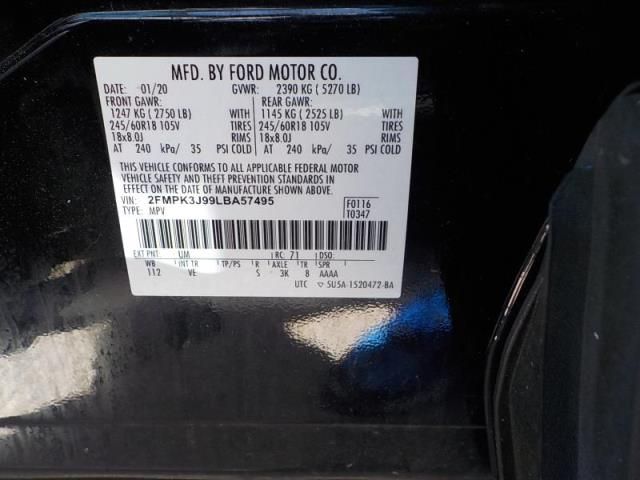 MFD. BY FORD MOTOR CO.
DATE: 01/20 GVWR: 2390 KG ( 5270 LB)
FRONT GAWR: REAR GAWR:
1247 KG ( 2750 LB) WITH 1145 KG ( 2525 LB) WITH
245/60R18 105V TIRES 245/60R18 105V TIRES
18x8.0J RIMS 18x8.0J RIMS
AT 240 kPa/ 35 PSI COLD AT 240 kPa/ 35 PSI COLD
THIS VEHICLE CONFORMS TO ALL APPLICABLE FEDERAL MOTOR
VEHICLE SAFETY AND THEFT PREVENTION STANDARDS IN
EFFECT ON THE DATE OF MANUFACTURE SHOWN ABOVE.
VIN: 2FMPK3J99LBA57495 F0116
TYPE: MPV T0347
EXT PNT: UM RC: 71 DSO:
WB INT TR TP/PS R AXLE TR SPR
112 VE S 3K 8 AAAA
UTC 5U5A-1520472-BA